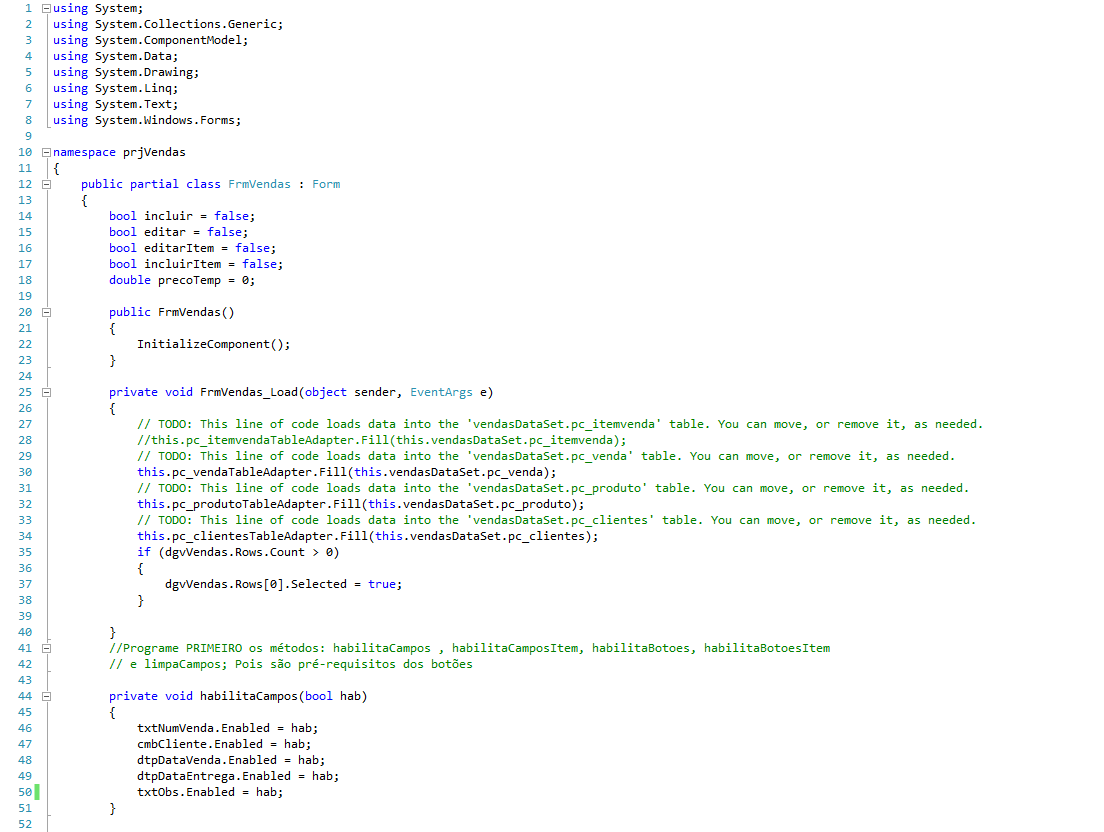 1 using System;
2 using System.Collections.Generic;
3 using System.ComponentModel;
4 using System.Data;
5 using System.Drawing;
6 using System.Linq;
7 using System.Text;
8 using System.Windows.Forms;
9
10 namespace prjVendas
11 {
12     public partial class FrmVendas : Form
13     {
14         bool incluir = false;
15         bool editar = false;
16         bool editarItem = false;
17         bool incluirItem = false;
18         double precoTemp = 0;
19
20         public FrmVendas()
21         {
22             InitializeComponent();
23         }
24
25         private void FrmVendas_Load(object sender, EventArgs e)
26         {
27             // TODO: This line of code loads data into the 'vendasDataSet.pc_itemvenda' table. You can move, or remove it, as needed.
28             //this.pc_itemvendaTableAdapter.Fill(this.vendasDataSet.pc_itemvenda);
29             // TODO: This line of code loads data into the 'vendasDataSet.pc_venda' table. You can move, or remove it, as needed.
30             this.pc_vendaTableAdapter.Fill(this.vendasDataSet.pc_venda);
31             // TODO: This line of code loads data into the 'vendasDataSet.pc_produto' table. You can move, or remove it, as needed.
32             this.pc_produtoTableAdapter.Fill(this.vendasDataSet.pc_produto);
33             // TODO: This line of code loads data into the 'vendasDataSet.pc_clientes' table. You can move, or remove it, as needed.
34             this.pc_clientesTableAdapter.Fill(this.vendasDataSet.pc_clientes);
35             if (dgvVendas.Rows.Count > 0)
36             {
37                 dgvVendas.Rows[0].Selected = true;
38             }
39
40         }
41         //Programe PRIMEIRO os métodos: habilitaCampos , habilitaCamposItem, habilitaBotoes, habilitaBotoesItem
42         // e limpaCampos; Pois são pré-requisitos dos botões
43
44         private void habilitaCampos(bool hab)
45         {
46             txtNumVenda.Enabled = hab;
47             cmbCliente.Enabled = hab;
48             dtpDataVenda.Enabled = hab;
49             dtpDataEntrega.Enabled = hab;
50             txtObs.Enabled = hab;
51         }
52